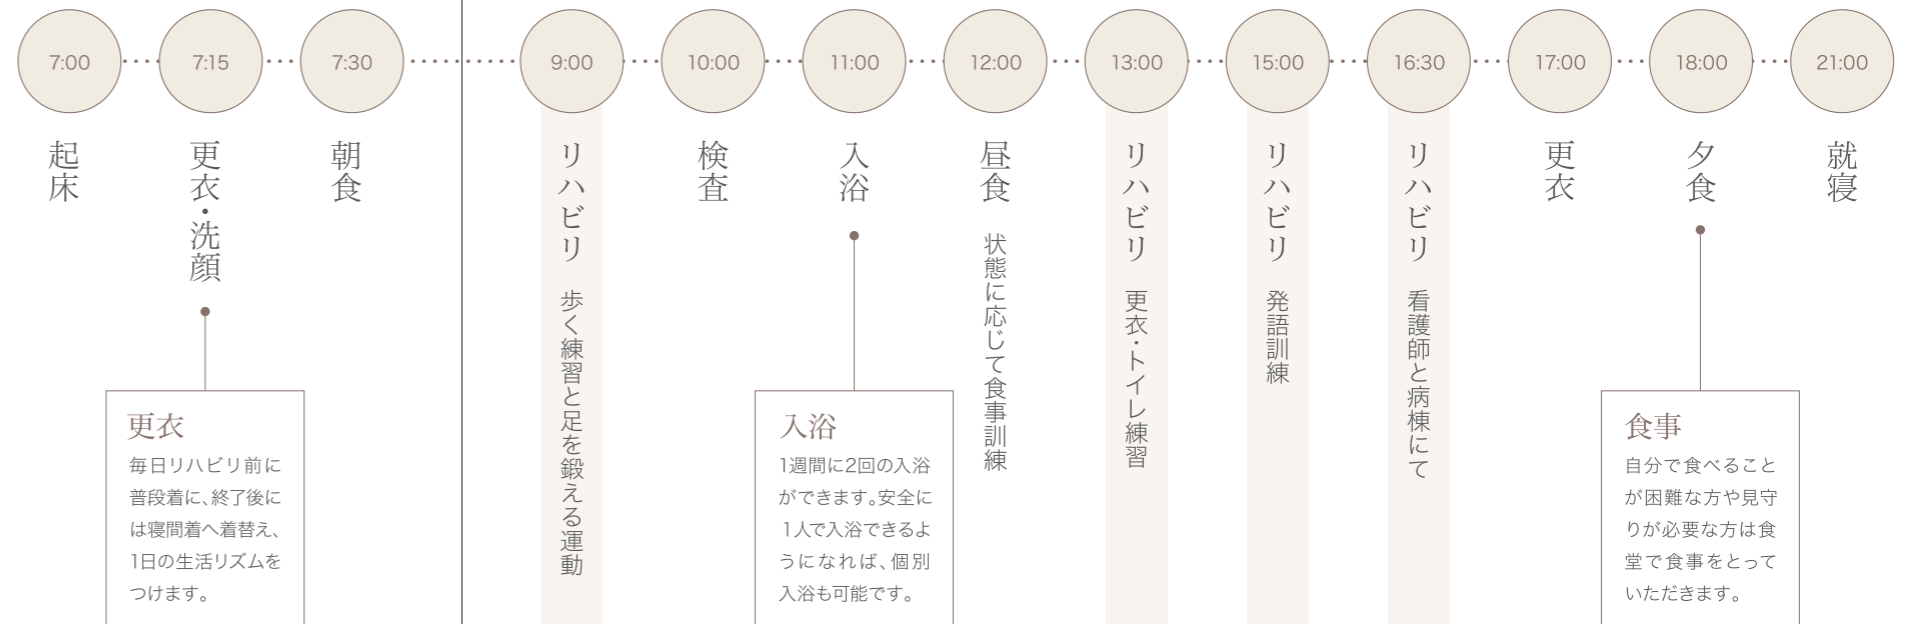 7:00
起床
7:15
更衣・洗顔
更衣
毎日リハビリ前に
普段着に、終了後に
は寝間着へ着替え、
1日の生活リズムを
つけます。
7:30
朝食
9:00
リハビリ 歩く練習と足を鍛える運動
10:00
検査
11:00
入浴
入浴
1週間に2回の入浴
ができます。安全に
1人で入浴できるよ
うになれば、個別
入浴も可能です。
12:00
昼食 状態に応じて食事訓練
13:00
リハビリ 更衣・トイレ練習
15:00
リハビリ 発語訓練
16:30
リハビリ 看護師と病棟にて
17:00
更衣
18:00
夕食
食事
自分で食べること
が困難な方や見守
りが必要な方は食
堂で食事をとって
いただきます。
21:00
就寝